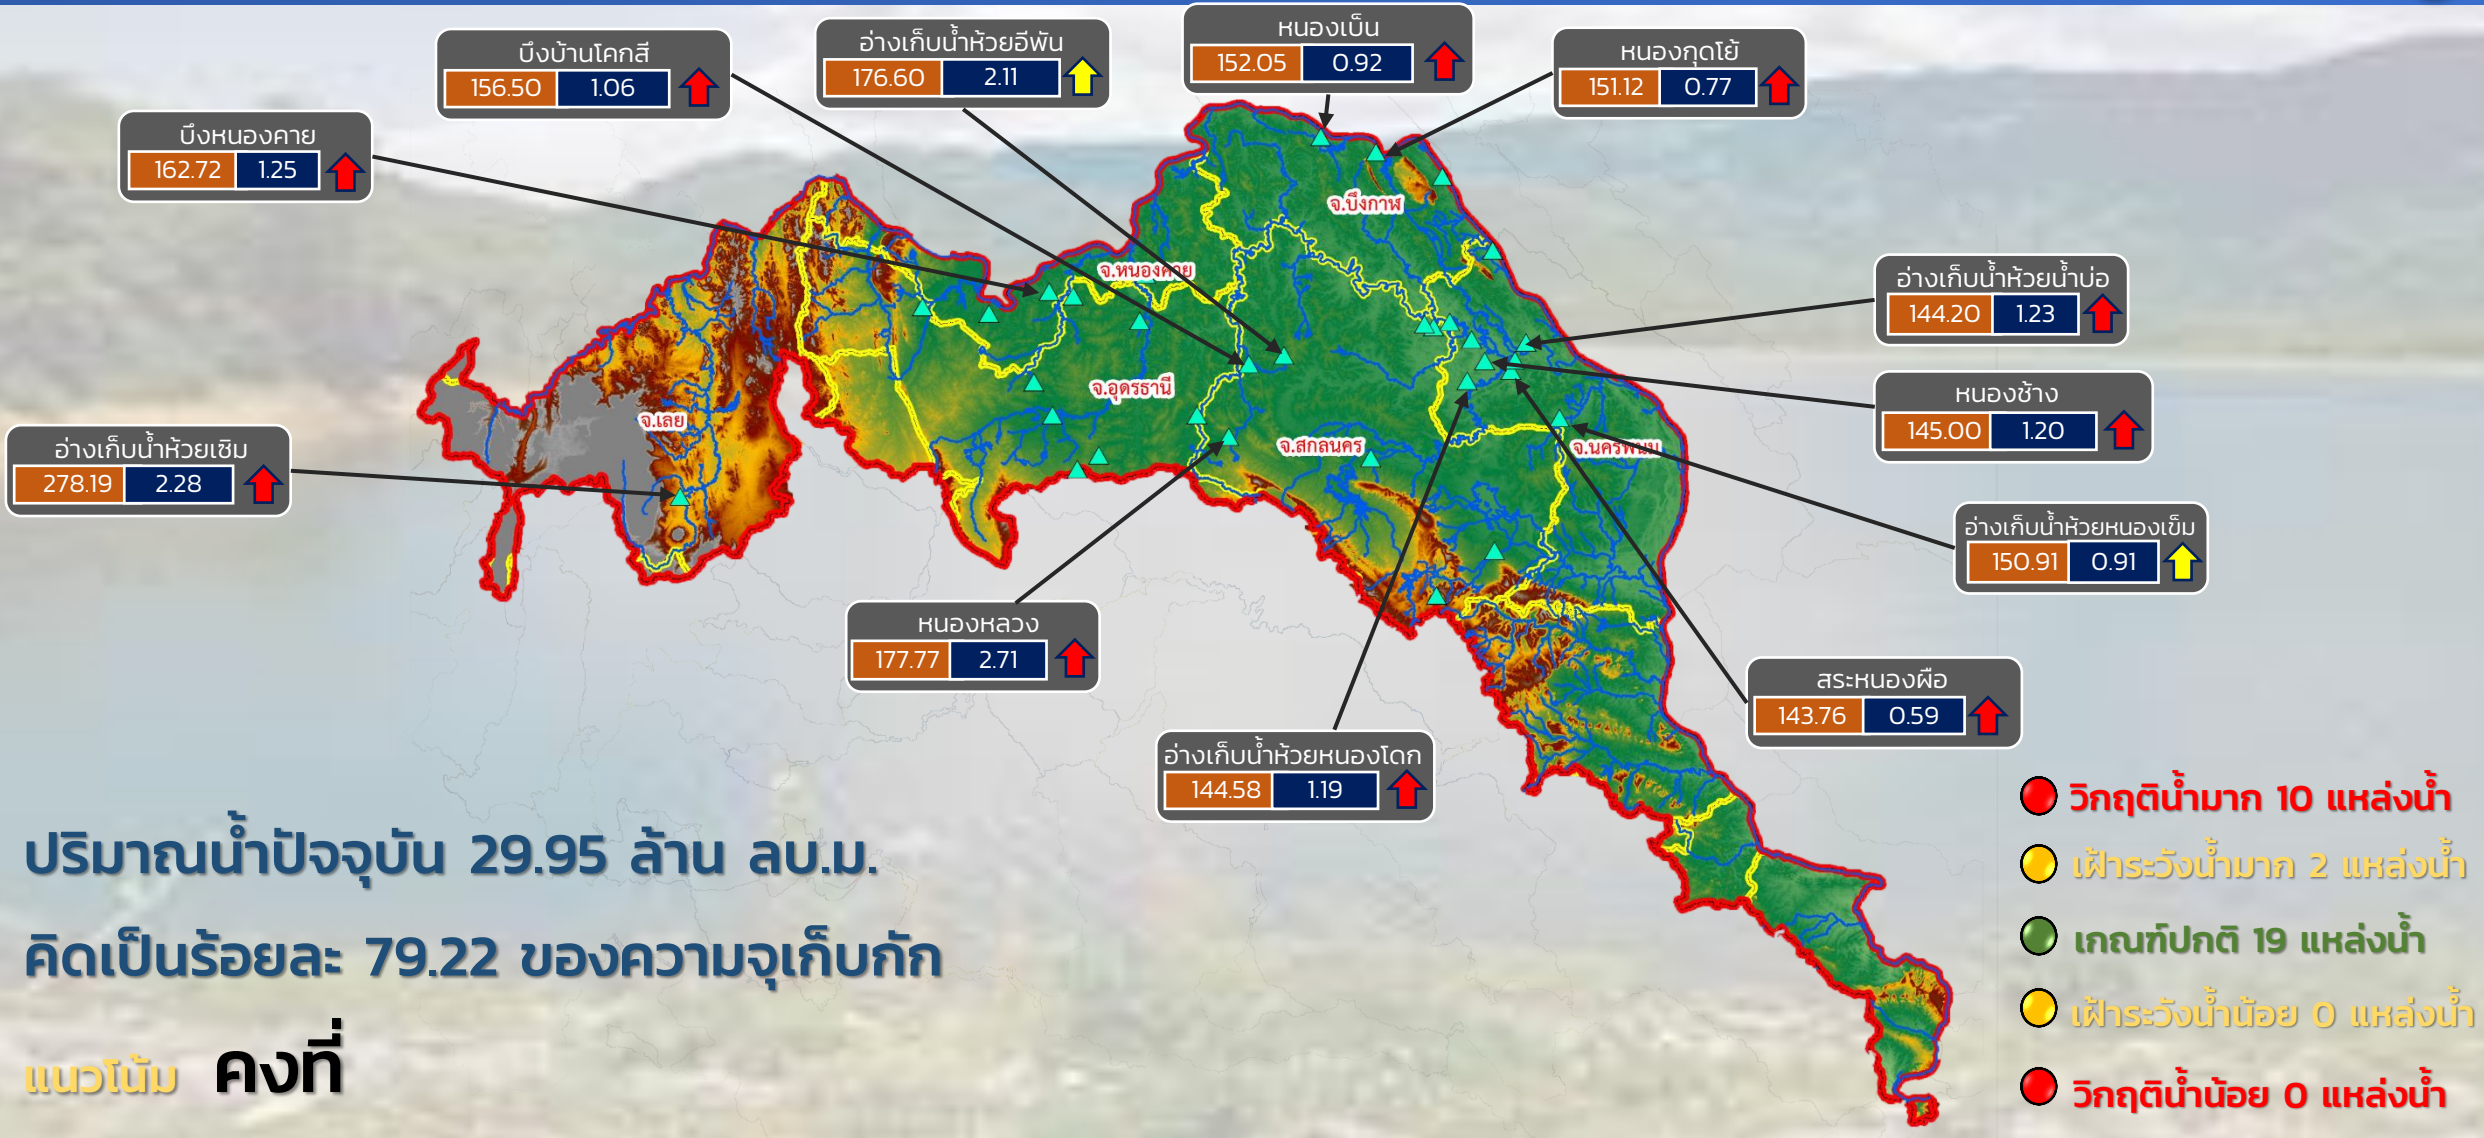 หนองเบ็น
152.05 0.92
อ่างเก็บน้ำห้วยอีพัน
176.60 2.11
บึงบ้านโคกสี
156.50 1.06
หนองกุดโย้
151.12 0.77
บึงหนองคาย
162.72 1.25
จ.บึงกาฬ
จ.หนองคาย
อ่างเก็บน้ำห้วยน้ำบ่อ
144.20 1.23
จ.อุดรธานี
หนองช้าง
145.00 1.20
จ.เลย
จ.สกลนคร
จ.นครพนม
อ่างเก็บน้ำห้วยเซิม
278.19 2.28
อ่างเก็บน้ำห้วยหนองเข็ม
150.91 0.91
หนองหลวง
177.77 2.71
สระหนองผือ
143.76 0.59
อ่างเก็บน้ำห้วยหนองโดก
144.58 1.19
ปริมาณน้ำปัจจุบัน 29.95 ล้าน ลบ.ม.
คิดเป็นร้อยละ 79.22 ของความจุเก็บกัก
แนวโน้ม คงที่
วิกฤติน้ำมาก 10 แหล่งน้ำ
เฝ้าระวังน้ำมาก 2 แหล่งน้ำ
เกณฑ์ปกติ 19 แหล่งน้ำ
เฝ้าระวังน้ำน้อย 0 แหล่งน้ำ
วิกฤติน้ำน้อย 0 แหล่งน้ำ